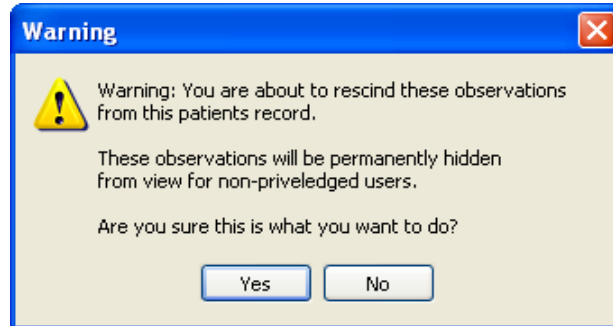 Warning
Warning: You are about to rescind these observations
from this patients record.
These observations will be permanently hidden
from view for non-priveledged users.
Are you sure this is what you want to do?
Yes
No